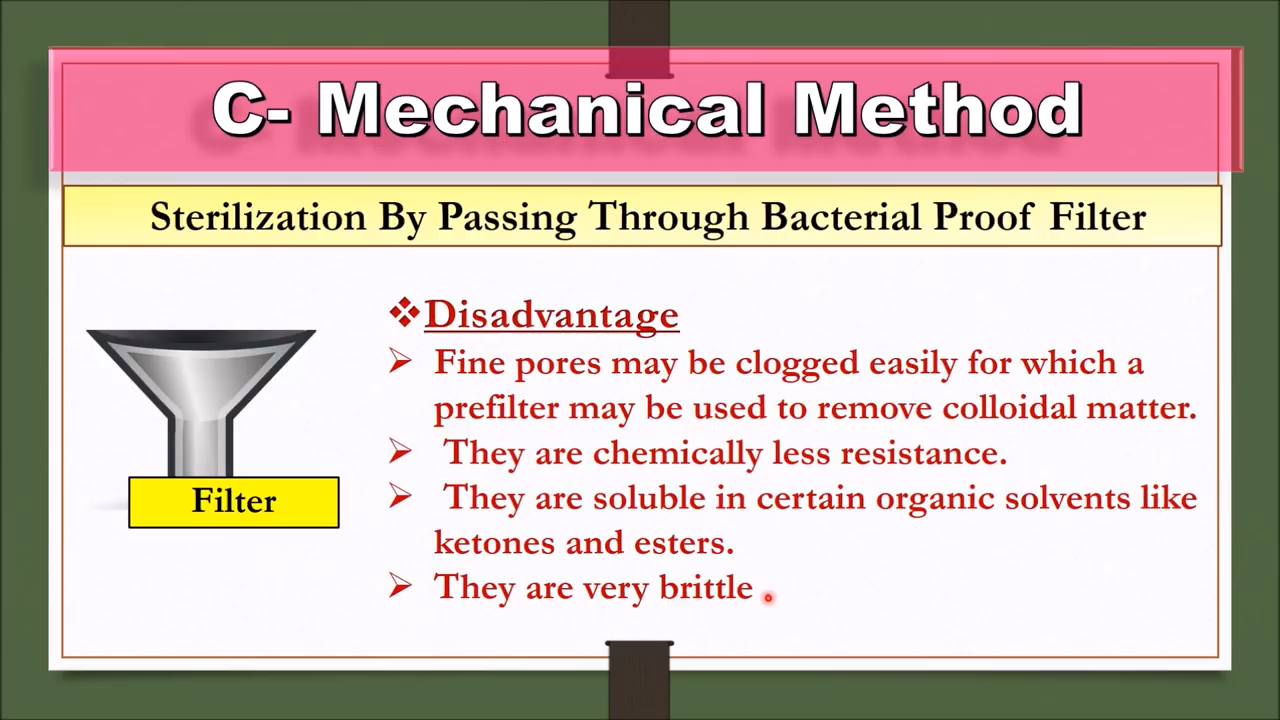 C- Mechanical Method
Sterilization By Passing Through Bacterial Proof Filter
❖Disadvantage
➢ Fine pores may be clogged easily for which a
prefilter may be used to remove colloidal matter.
➢ They are chemically less resistance.
➢ They are soluble in certain organic solvents like
ketones and esters.
➢ They are very brittle .
Filter